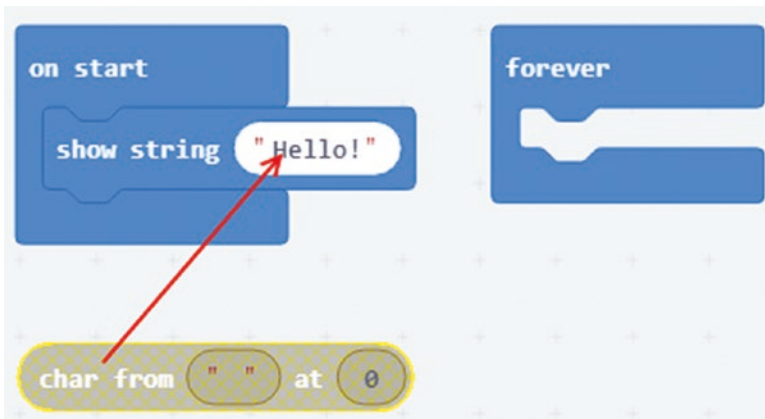 on start
forever
show string "Hello!"
char from " " at 0